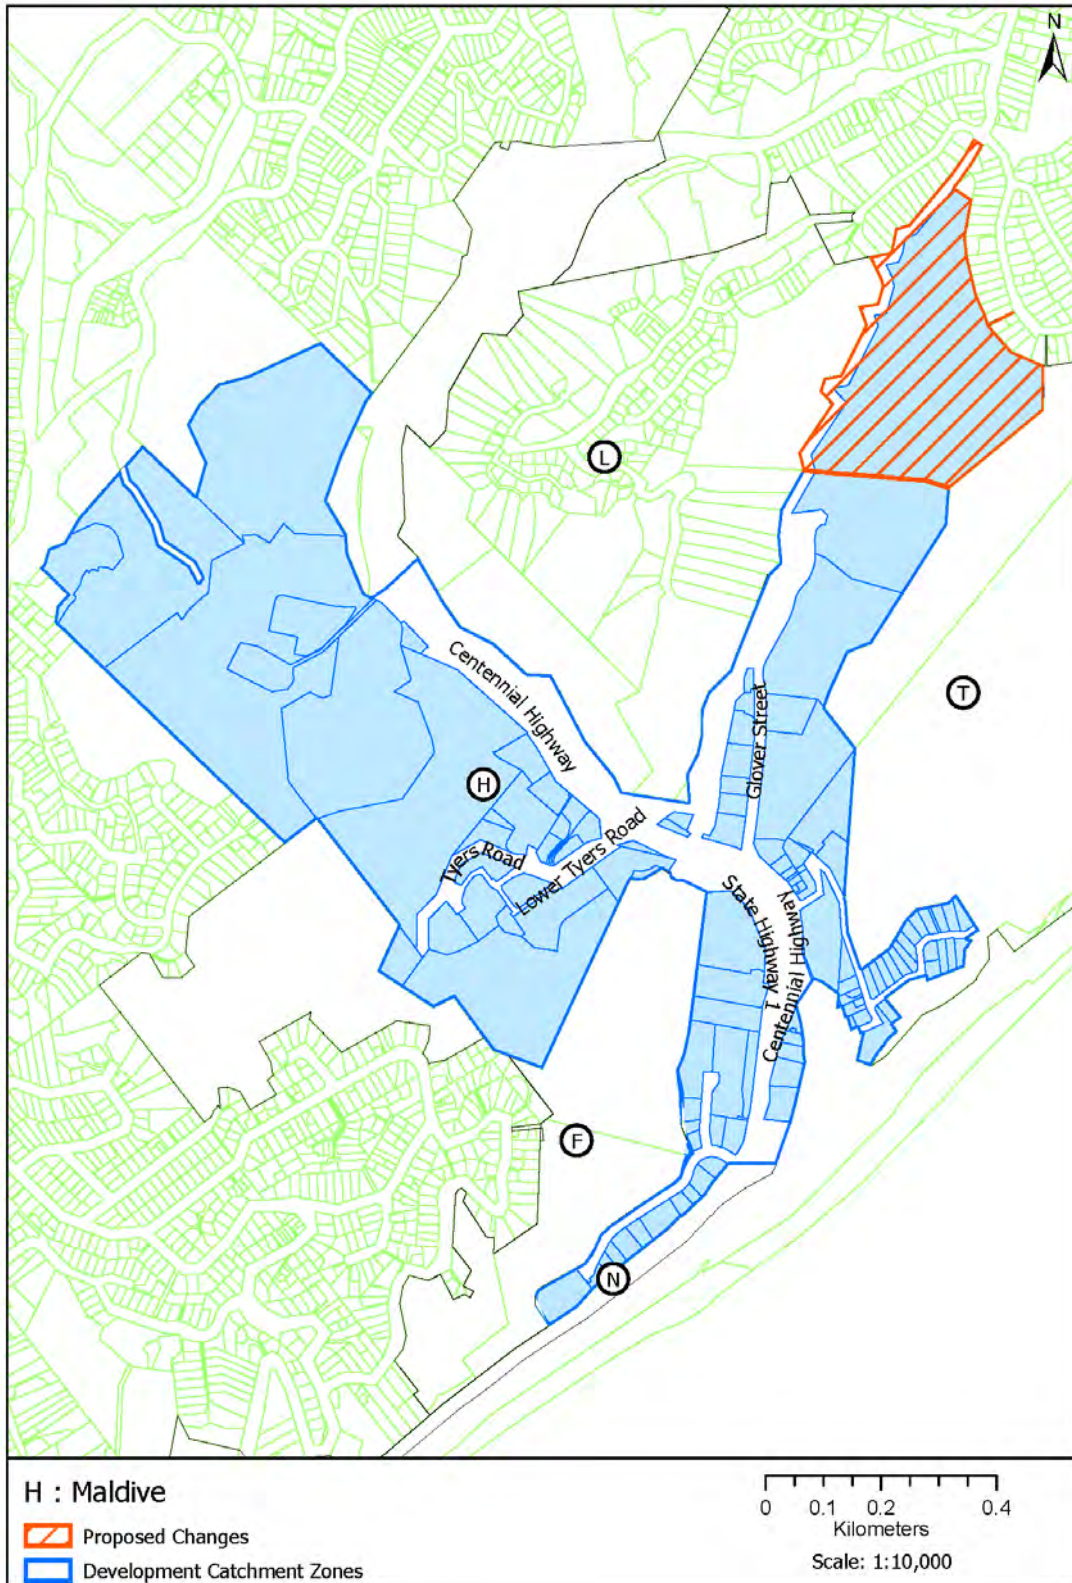 N
L
T
Centennial Highway
Glover Street
H
Tyers Road
Lower Tyers Road
State Highway 1
Centennial Highway
F
N
H : Maldive
Proposed Changes
Development Catchment Zones
0 0.1 0.2 0.4
Kilometers
Scale: 1:10,000